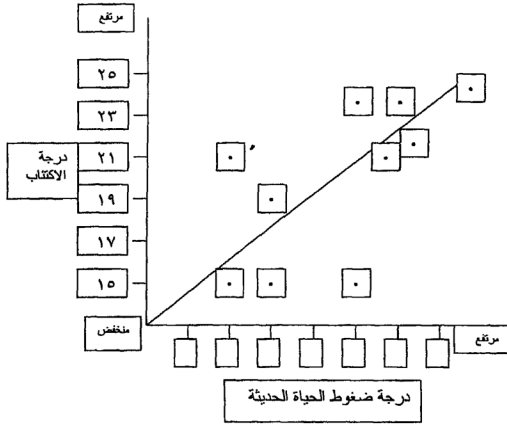 مرتفع
٢٥
٢٣
٢١
درجة
الاكتئاب
١٩
١٧
١٥
منخفض
مرتفع
درجة ضغوط الحياة الحديثة